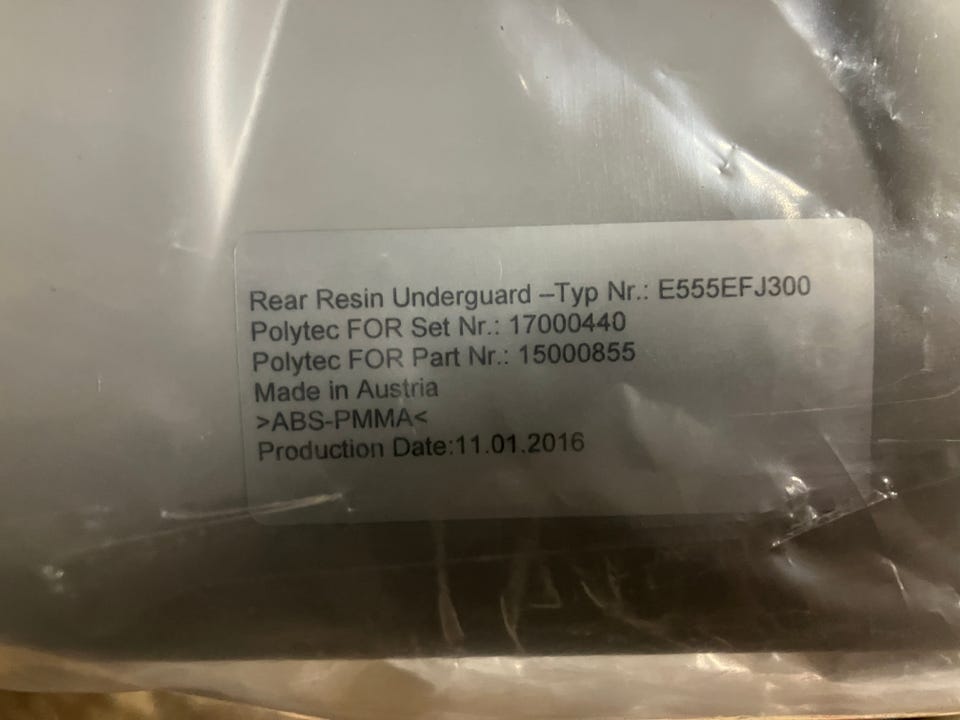 Rear Resin Underguard –Typ Nr.: E555EFJ300
Polytec FOR Set Nr.: 17000440
Polytec FOR Part Nr.: 15000855
Made in Austria
>ABS-PMMA<
Production Date:11.01.2016